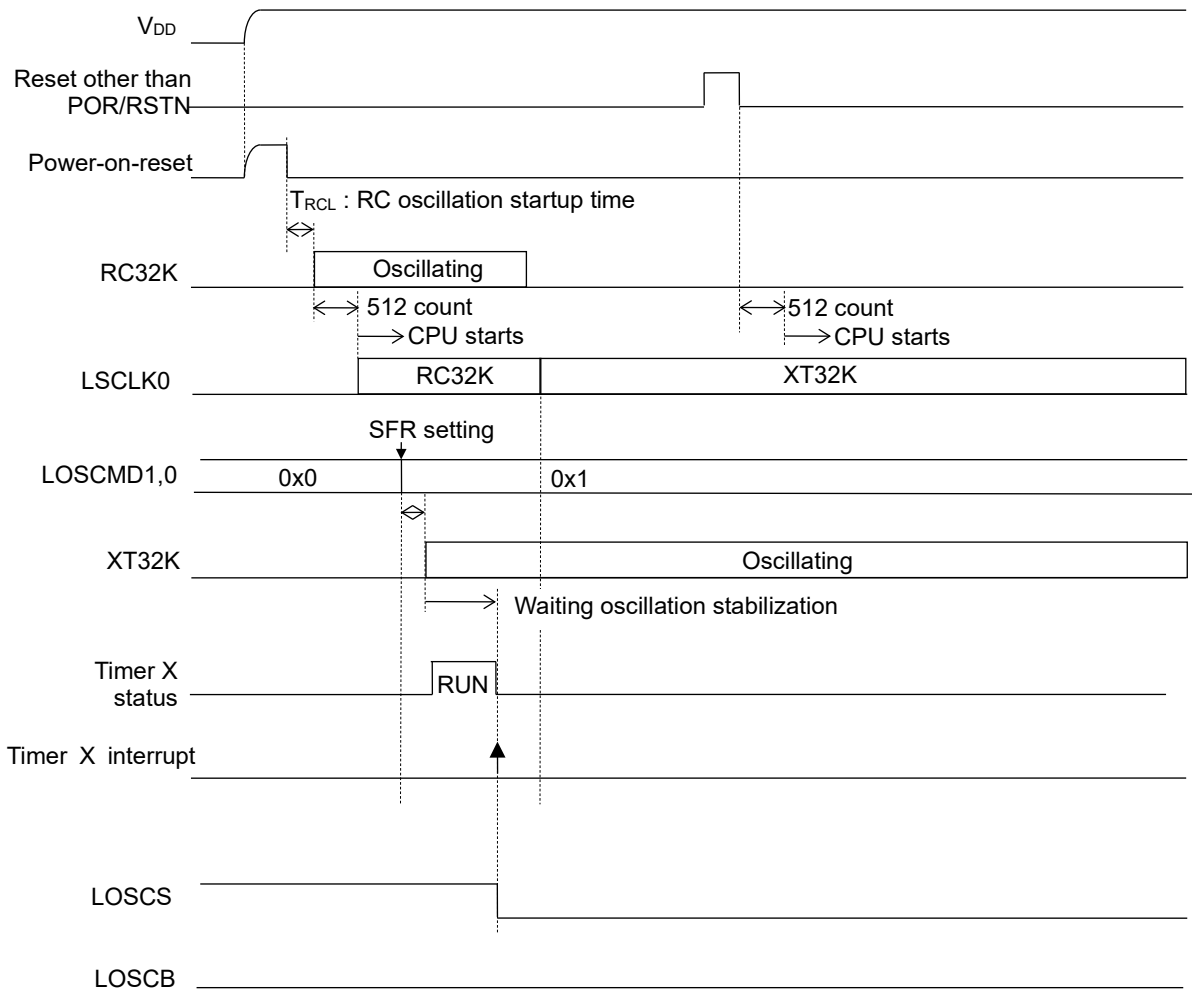 VDD
Reset other than
POR/RSTN
Power-on-reset
TRCL : RC oscillation startup time
RC32K
Oscillating
512 count
512 count
CPU starts
CPU starts
LSCLK0
RC32K
XT32K
SFR setting
LOSCMD1,0
0x0
0x1
XT32K
Oscillating
Waiting oscillation stabilization
Timer X
status
RUN
Timer X interrupt
LOSCS
LOSCB